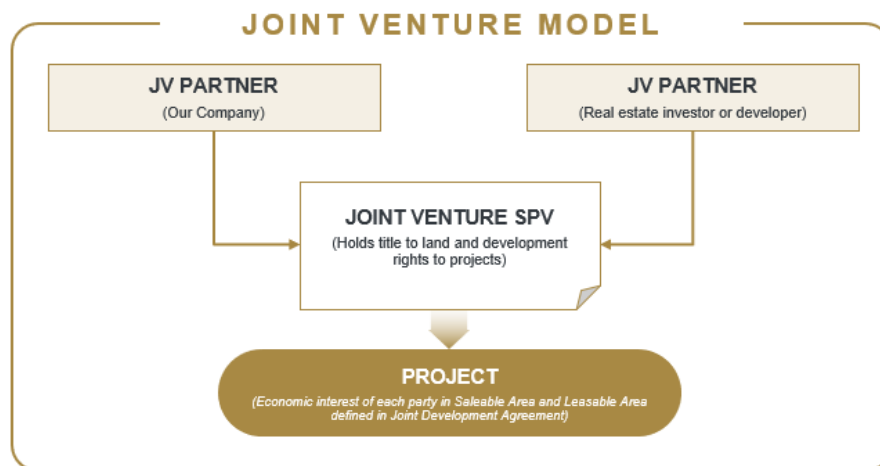 JOINT VENTURE MODEL
JV PARTNER
(Our Company)
JV PARTNER
(Real estate investor or developer)
JOINT VENTURE SPV
(Holds title to land and development
rights to projects)
PROJECT
(Economic interest of each party in Saleable Area and Leasable Area
defined in Joint Development Agreement)